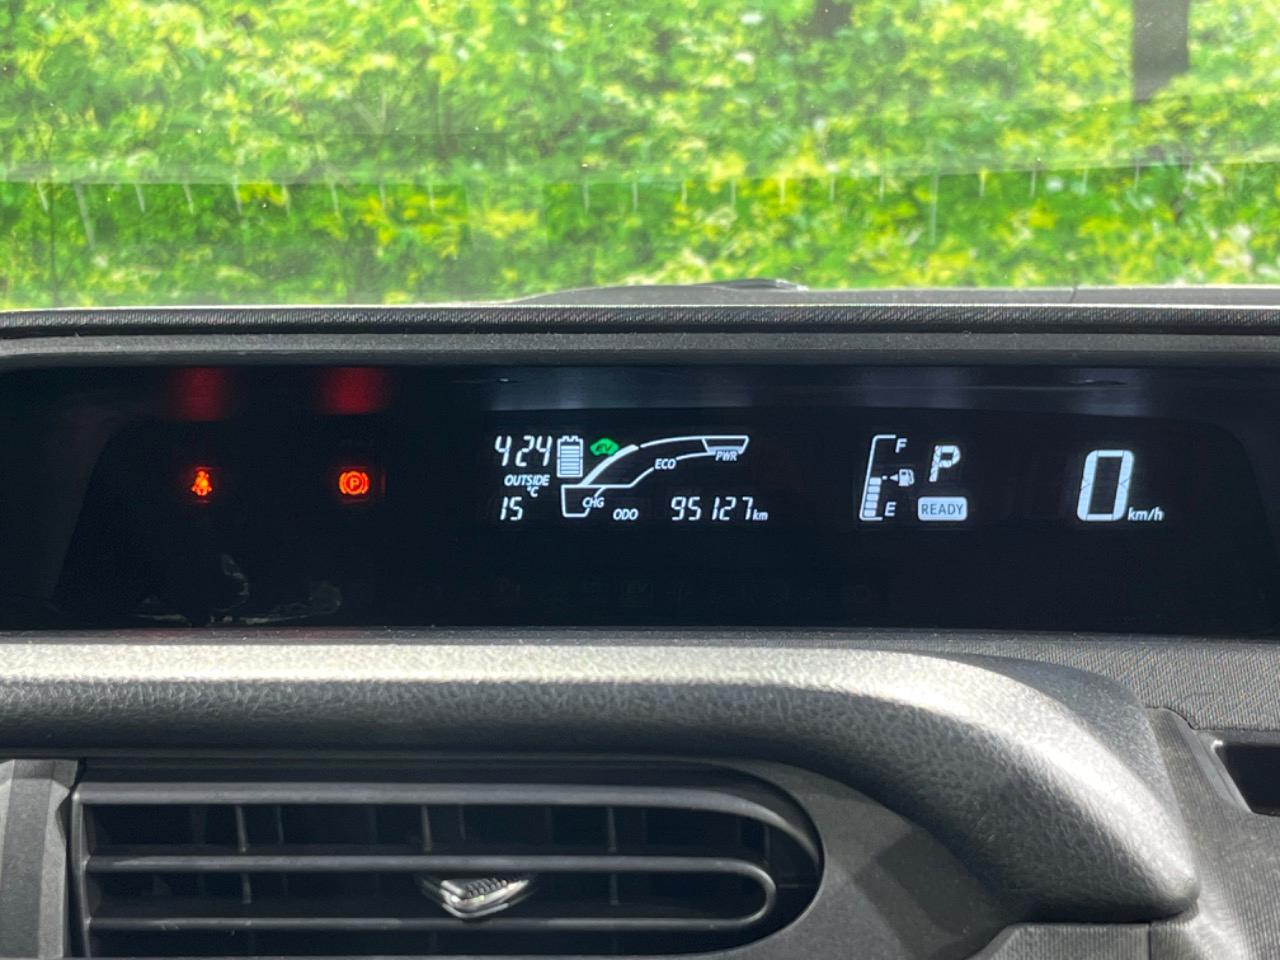 424
EV
PWR
ECO
OUTSIDE
°C
15
CHG
ODO 95127km
F
E
P
READY
0 km/h
(P)